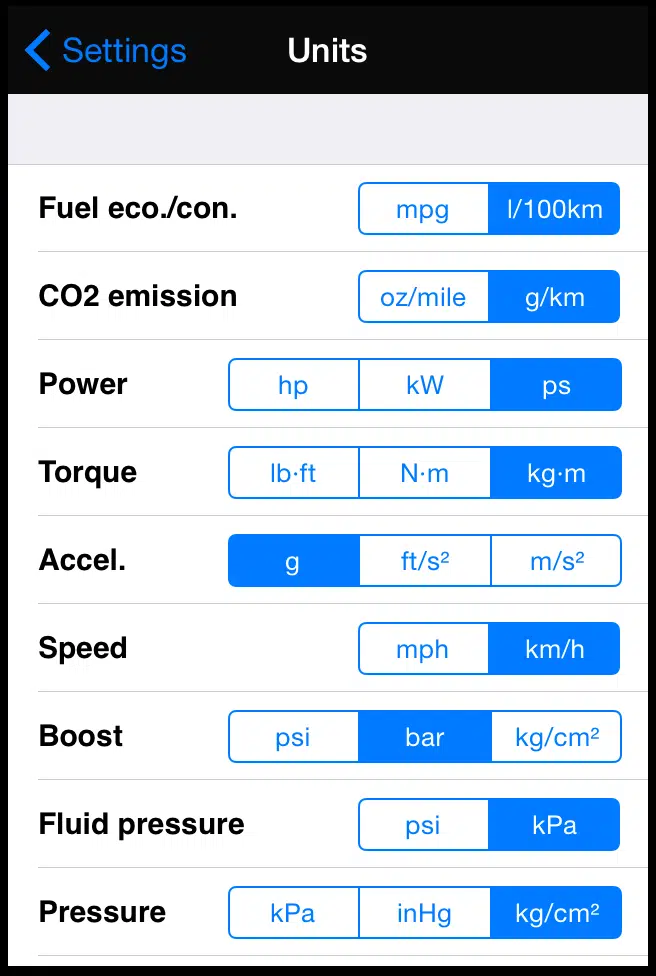 Settings Units
Fuel eco./con. mpg l/100km
CO2 emission oz/mile g/km
Power hp kW ps
Torque lb·ft N·m kg·m
Accel. g ft/s² m/s²
Speed mph km/h
Boost psi bar kg/cm²
Fluid pressure psi kPa
Pressure kPa inHg kg/cm²